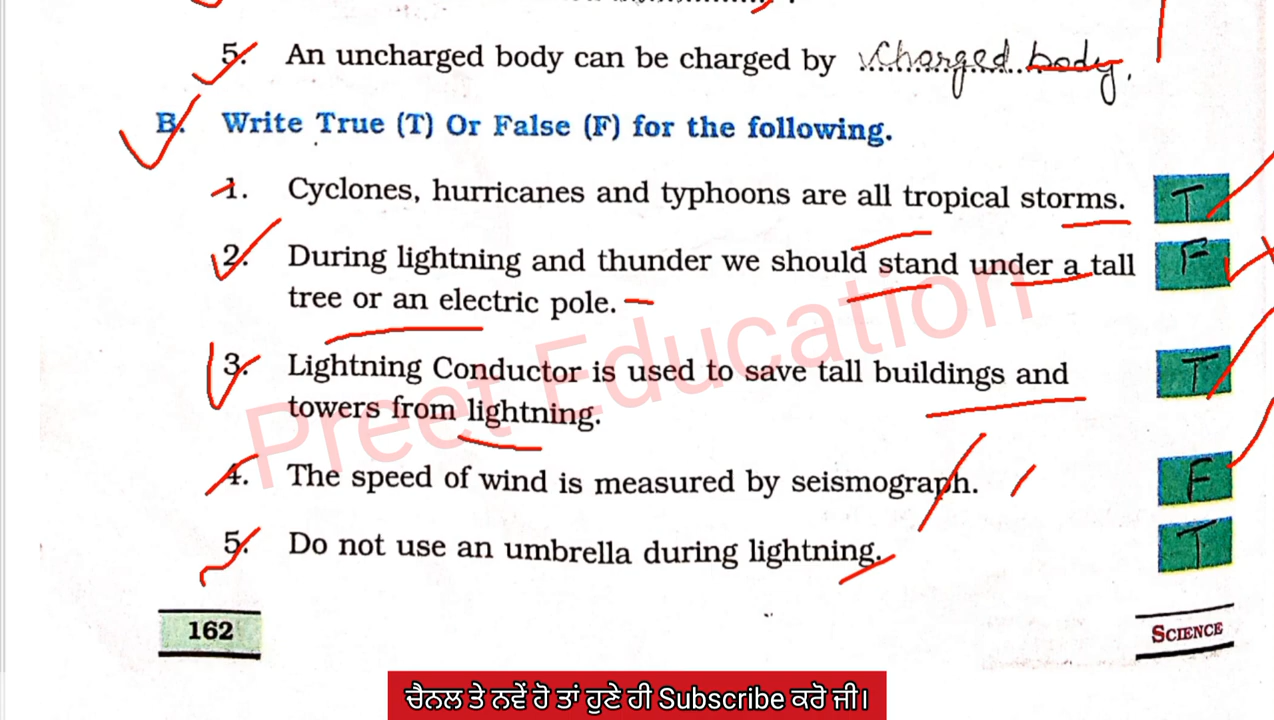 5. An uncharged body can be charged by Charged body.
B. Write True (T) Or False (F) for the following.
1. Cyclones, hurricanes and typhoons are all tropical storms. T
2. During lightning and thunder we should stand under a tall F
tree or an electric pole.
3. Lightning Conductor is used to save tall buildings and T
towers from lightning.
Preet Education
4. The speed of wind is measured by seismograph. F
5. Do not use an umbrella during lightning. T
162
SCIENCE
ਚੈਨਲ ਤੇ ਨਵੇਂ ਹੋ ਤਾਂ ਹੁਣੇ ਹੀ Subscribe ਕਰੋ ਜੀ।